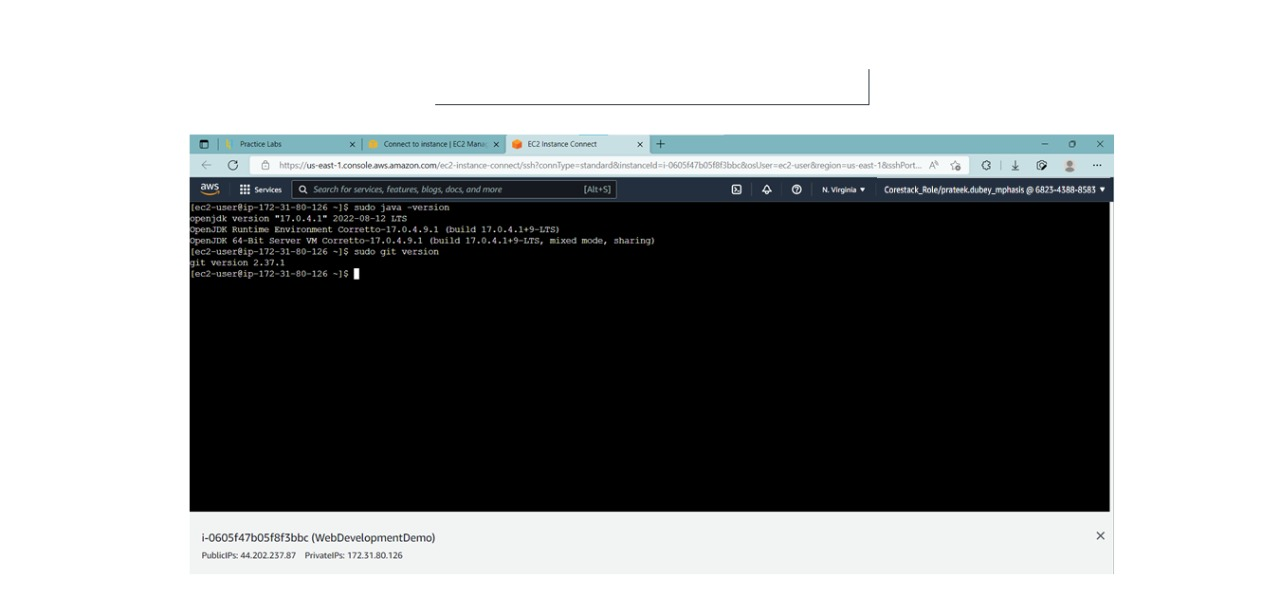 Practice Labs
Connect to instance | EC2 Mana
EC2 Instance Connect
https://us-east-1.console.aws.amazon.com/ec2-instance-connect/ssh?connType=standard&instanceId=i-0605f47b05f8f3bbc&osUser=ec2-user&region=us-east-1&sshPort...
aws
Services
Search for services, features, blogs, docs, and more
[Alt+S]
N. Virginia
Corestack_Role/prateek.dubey_mphasis @ 6823-4388-8583
[ec2-user@ip-172-31-80-126 ~]$ sudo java -version
openjdk version "17.0.4.1" 2022-08-12 LTS
OpenJDK Runtime Environment Corretto-17.0.4.9.1 (build 17.0.4.1+9-LTS)
OpenJDK 64-Bit Server VM Corretto-17.0.4.9.1 (build 17.0.4.1+9-LTS, mixed mode, sharing)
[ec2-user@ip-172-31-80-126 ~]$ sudo git version
git version 2.37.1
[ec2-user@ip-172-31-80-126 ~]$
i-0605f47b05f8f3bbc (WebDevelopmentDemo)
PublicIPs: 44.202.237.87 PrivateIPs: 172.31.80.126